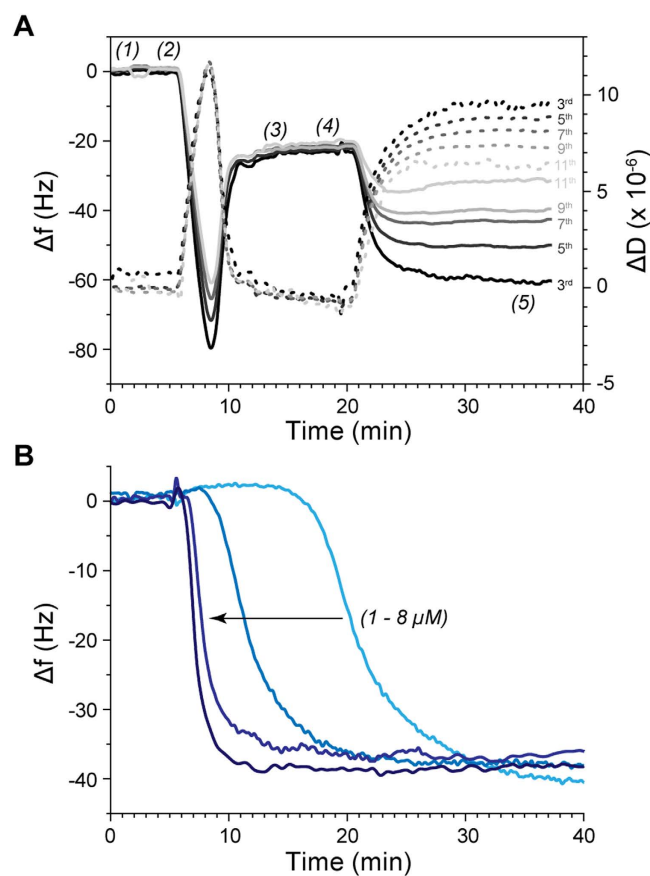 A
(1) (2) (3) (4) (5)
0
-20
-40
-60
-80
Δf (Hz)
10
5
0
-5
ΔD (x 10⁻⁶)
3rd
5th
7th
9th
11th
11th
9th
7th
5th
3rd
0 10 20 30 40
Time (min)
B
0
-10
-20
-30
-40
Δf (Hz)
(1 - 8 µM)
0 10 20 30 40
Time (min)